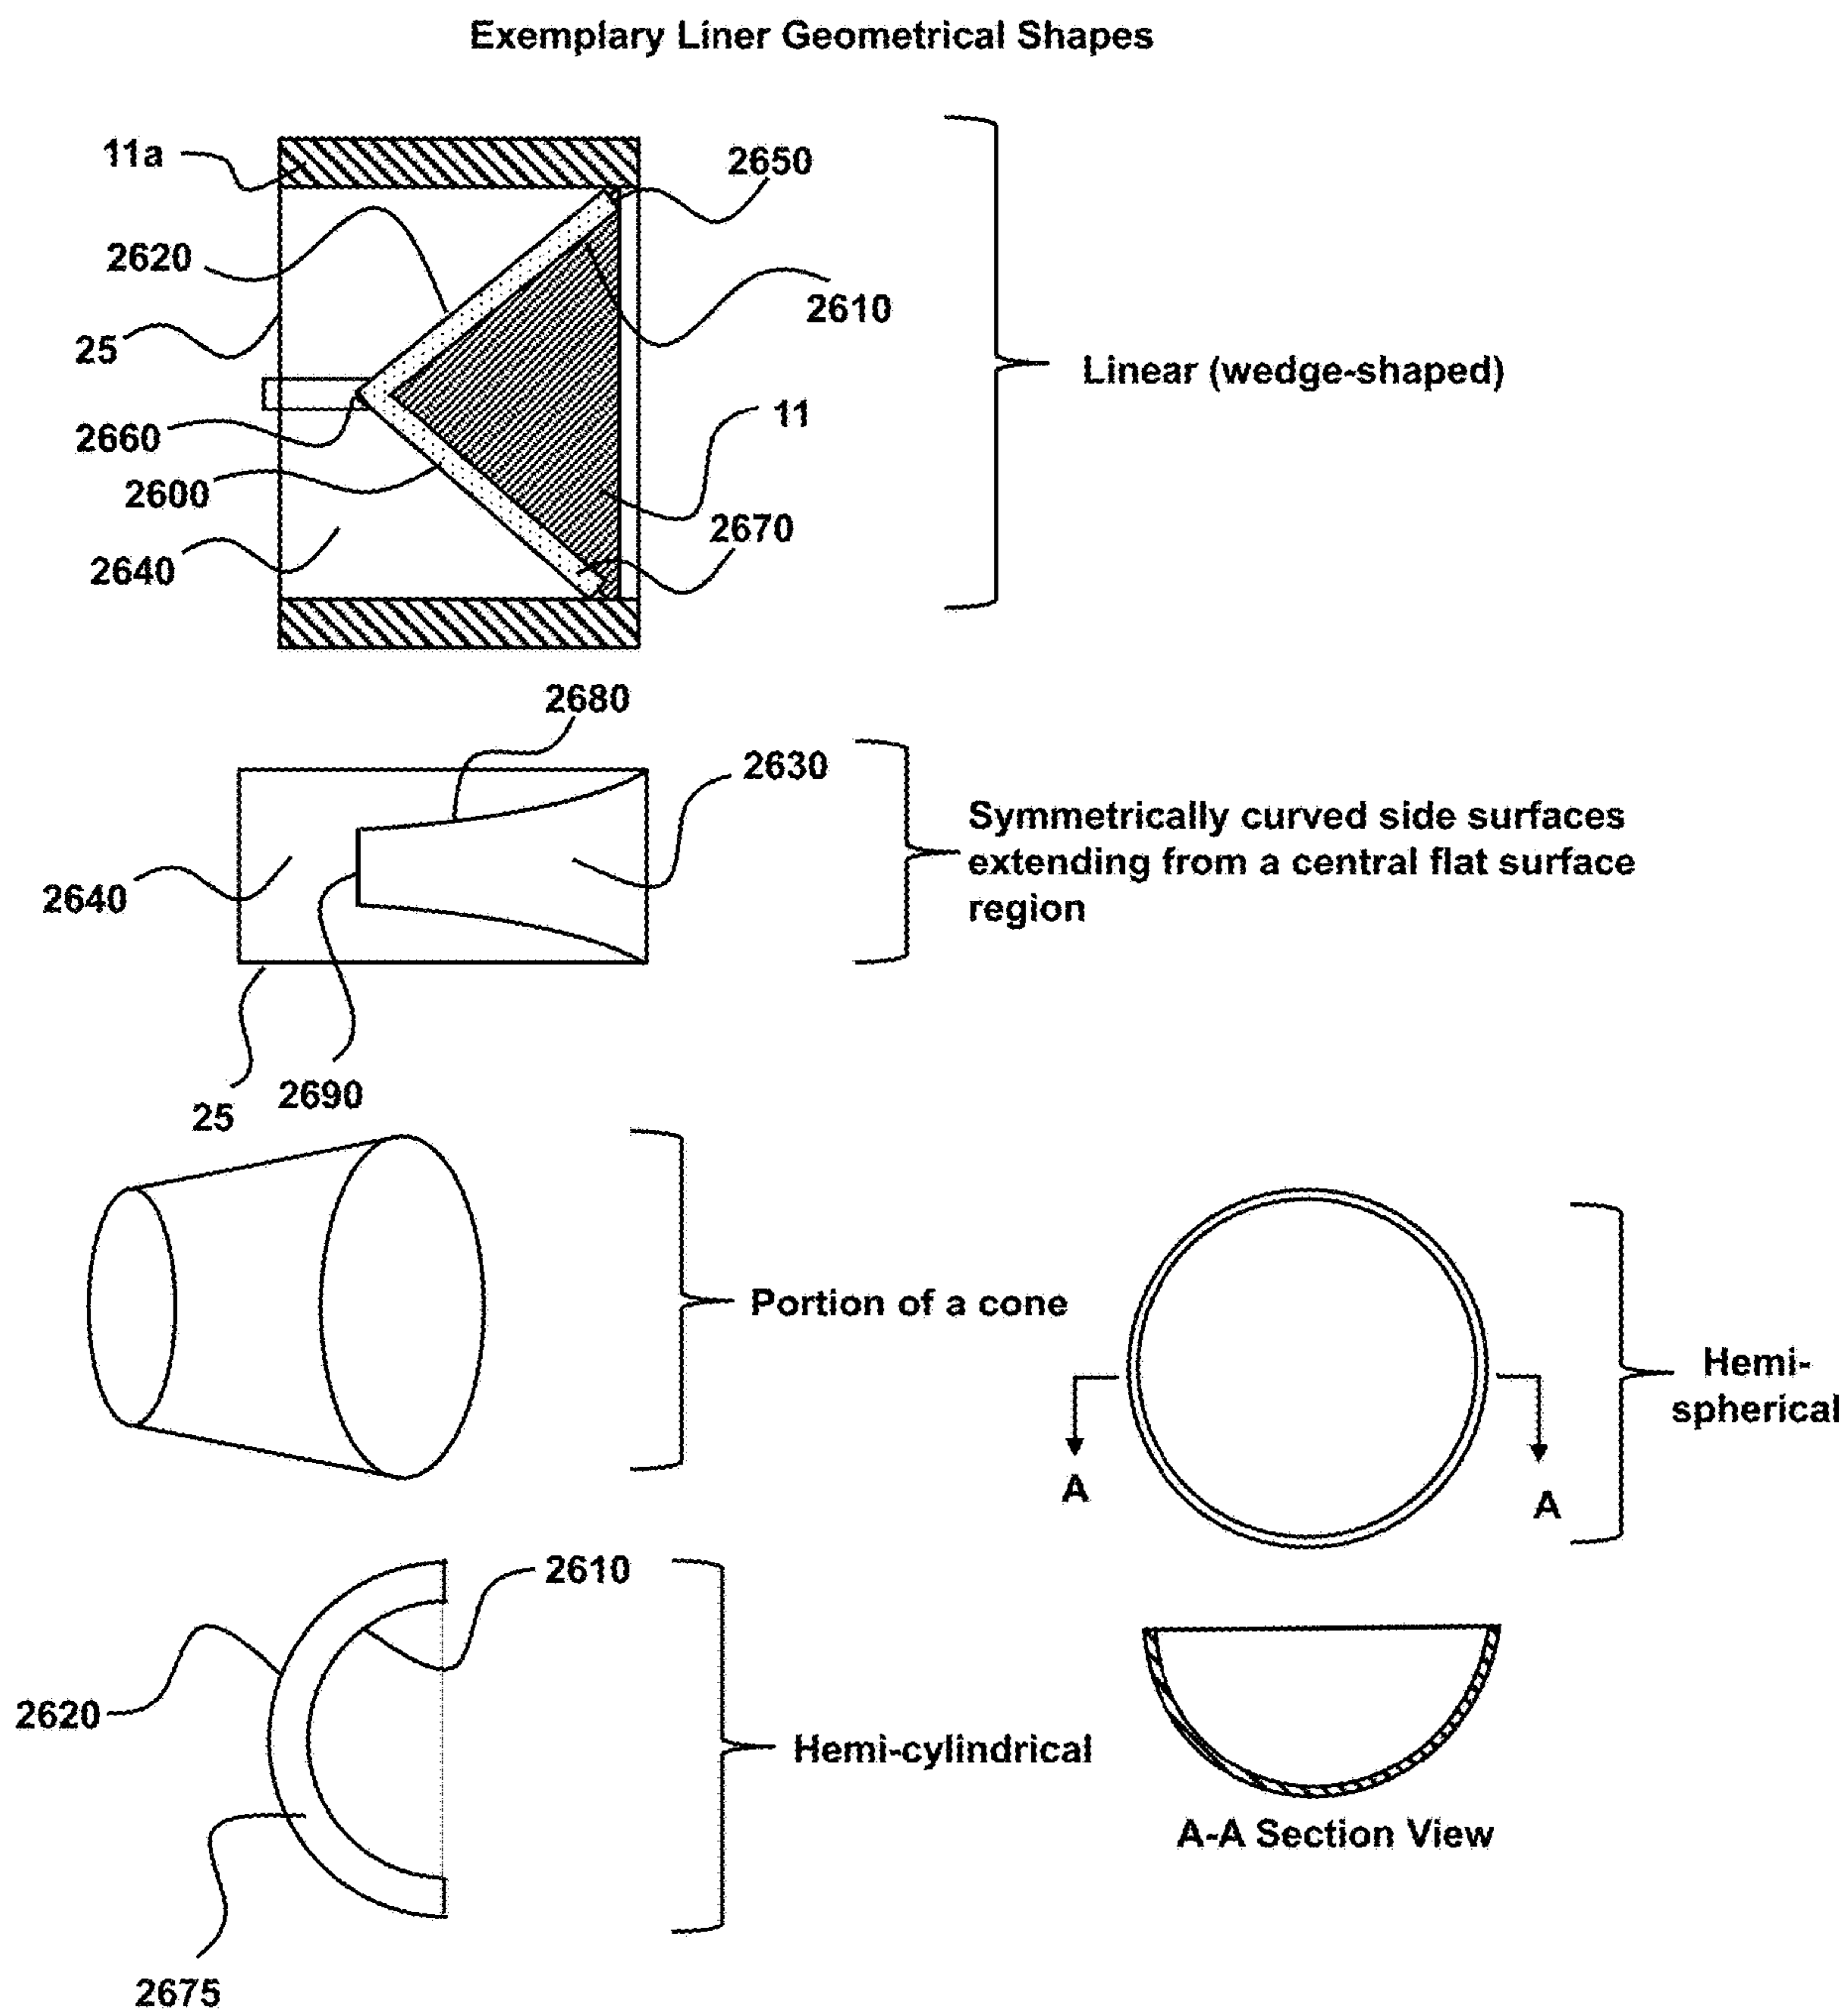 Exemplary Liner Geometrical Shapes
11a
2650
2620
2610
25
Linear (wedge-shaped)
11
2660
2600
2670
2640
2680
2630
Symmetrically curved side surfaces
extending from a central flat surface
region
2640
2690
25
Portion of a cone
Hemi-
spherical
A
A
2610
2620
Hemi-cylindrical
A-A Section View
2675